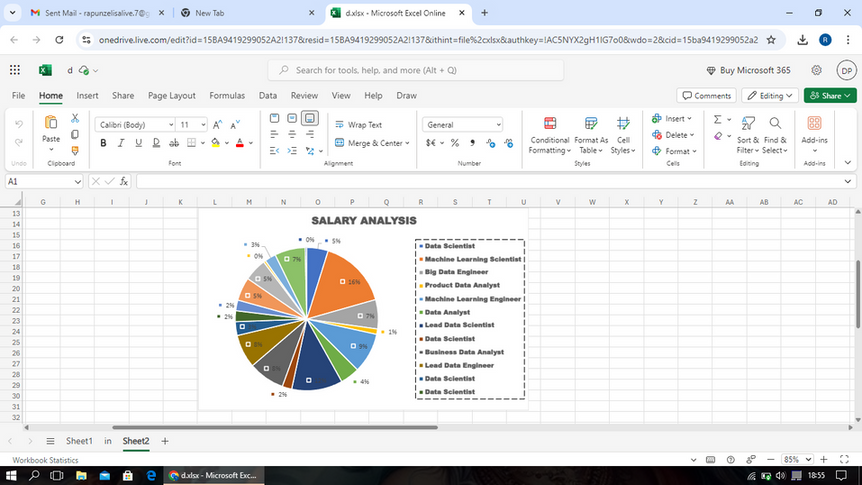 Sent Mail - rapunzelisalive.7@g
New Tab
d.xlsx - Microsoft Excel Online
onedrive.live.com/edit?id=15BA9419299052A2!137&resid=15BA9419299052A2!137&ithint=file%2cxlsx&authkey=!AC5NYX2gH1IG7o0&wdo=2&cid=15ba9419299052a2
R
d
Search for tools, help, and more (Alt + Q)
Buy Microsoft 365
DP
File Home Insert Share Page Layout Formulas Data Review View Help Draw
Comments Editing Share
Calibri (Body) 11 A A
Wrap Text
General
Insert
Paste
Conditional Format As Cell
Formatting Table Styles
Delete
Sort & Find &
Filter Select
Add-ins
B I U D ab A
Merge & Center
$€ % 9
Format
Undo Clipboard Font Alignment Number Styles Cells Editing Add-ins
A1 fx
G H I J K L M N O P Q R S T U V W X Y Z AA AB AC AD
13
14
15
16
17
18
19
20
21
22
23
24
25
26
27
28
29
30
31
32
SALARY ANALYSIS
0%
5%
3%
0%
7%
5%
16%
5%
2%
2%
7%
1%
9%
4%
2%
Data Scientist
Machine Learning Scientist
Big Data Engineer
Product Data Analyst
Machine Learning Engineer
Data Analyst
Lead Data Scientist
Data Scientist
Business Data Analyst
Lead Data Engineer
Data Scientist
Data Scientist
Sheet1 in Sheet2
Workbook Statistics
85%
d.xlsx - Microsoft Exc...
18:55